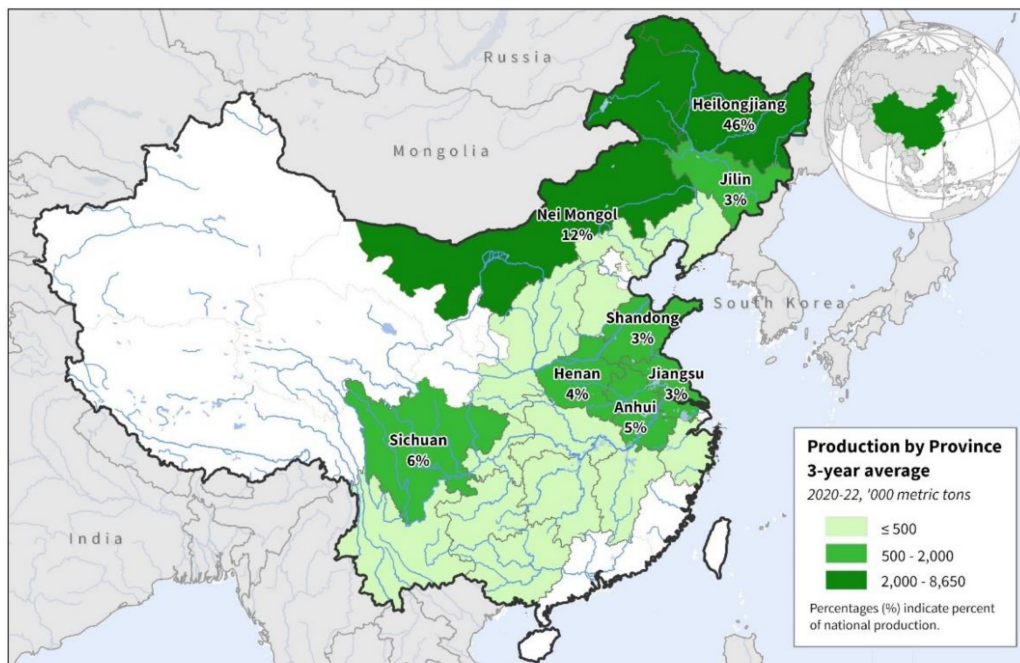 Russia
Mongolia
Heilongjiang
46%
Jilin
3%
Nei Mongol
12%
South Korea
Shandong
3%
Henan
4%
Jiangsu
3%
Anhui
5%
Sichuan
6%
India
Production by Province
3-year average
2020-22, '000 metric tons
≤ 500
500 - 2,000
2,000 - 8,650
Percentages (%) indicate percent
of national production.